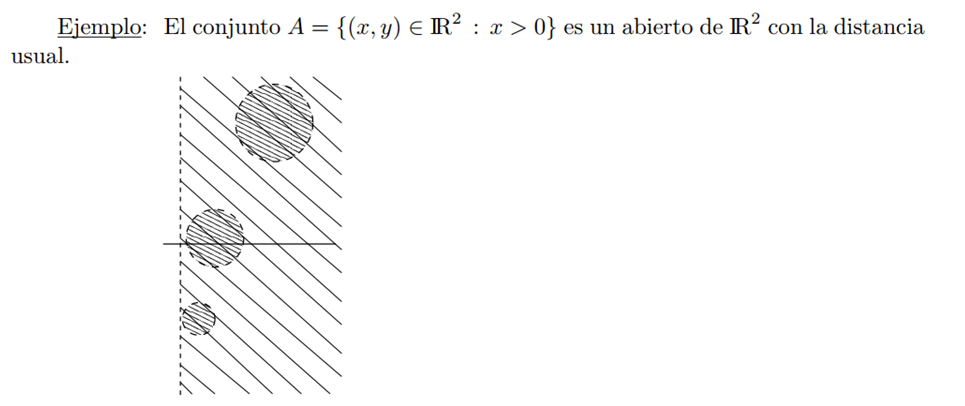 Ejemplo: El conjunto A = {(x, y) ∈ ℝ² : x > 0} es un abierto de ℝ² con la distancia
usual.